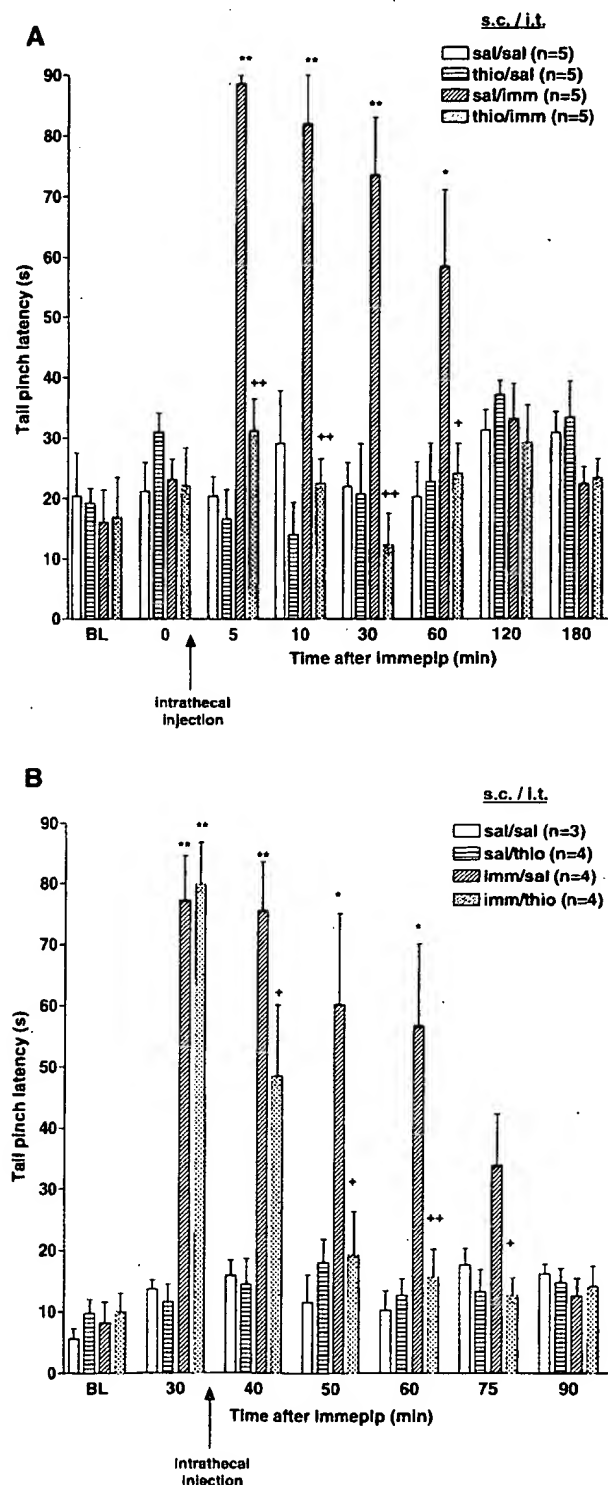 A
s.c. / i.t.
sal/sal (n=5)
thio/sal (n=5)
sal/imm (n=5)
thio/imm (n=5)
Tail pinch latency (s)
90
80
70
60
50
40
30
20
10
0
** ** ** *
++ ++ ++ +
BL 0 5 10 30 60 120 180
Time after immepip (min)
intrathecal
injection
B
s.c. / i.t.
sal/sal (n=3)
sal/thio (n=4)
imm/sal (n=4)
imm/thio (n=4)
Tail pinch latency (s)
90
80
70
60
50
40
30
20
10
0
** ** ** * *
+ + ++ +
BL 30 40 50 60 75 90
Time after immepip (min)
intrathecal
injection